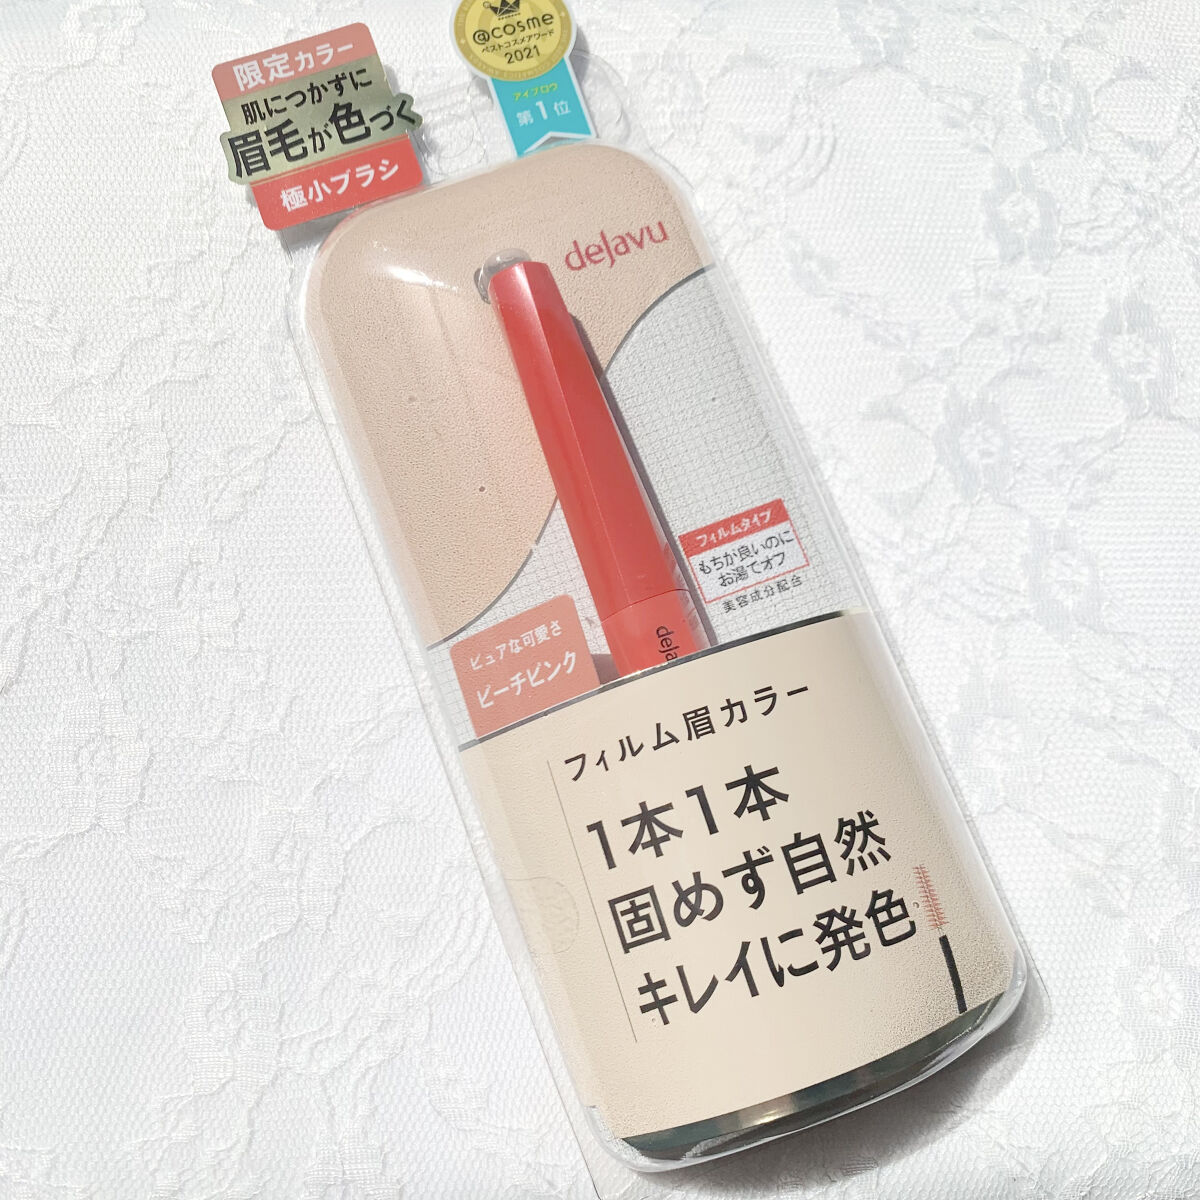 限定カラー
肌につかずに
眉毛が色づく
極小ブラシ
@cosme
ベストコスメアワード
2021
アイブロウ
第1位
dejavu
フィルムタイプ
もちが良いのに
お湯でオフ
美容成分配合
ピュアな可愛さ
ピーチピンク
deja
フィルム眉カラー
1本1本
固めず自然
キレイに発色